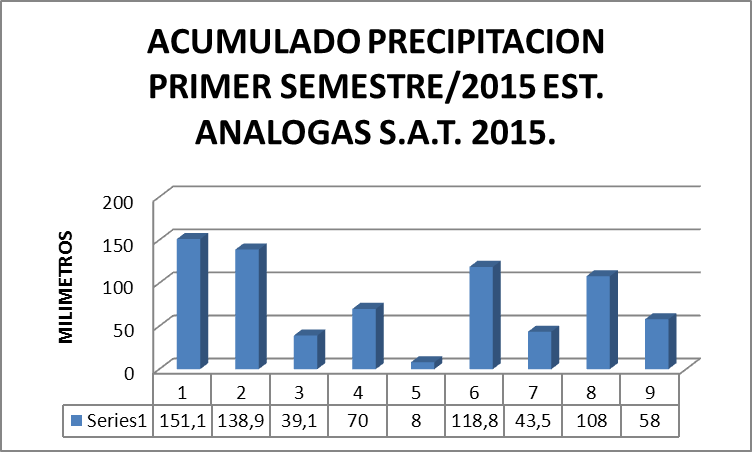 ACUMULADO PRECIPITACION
PRIMER SEMESTRE/2015 EST.
ANALOGAS S.A.T. 2015.
MILIMETROS
200
150
100
50
0
1 2 3 4 5 6 7 8 9
Series1 151,1 138,9 39,1 70 8 118,8 43,5 108 58